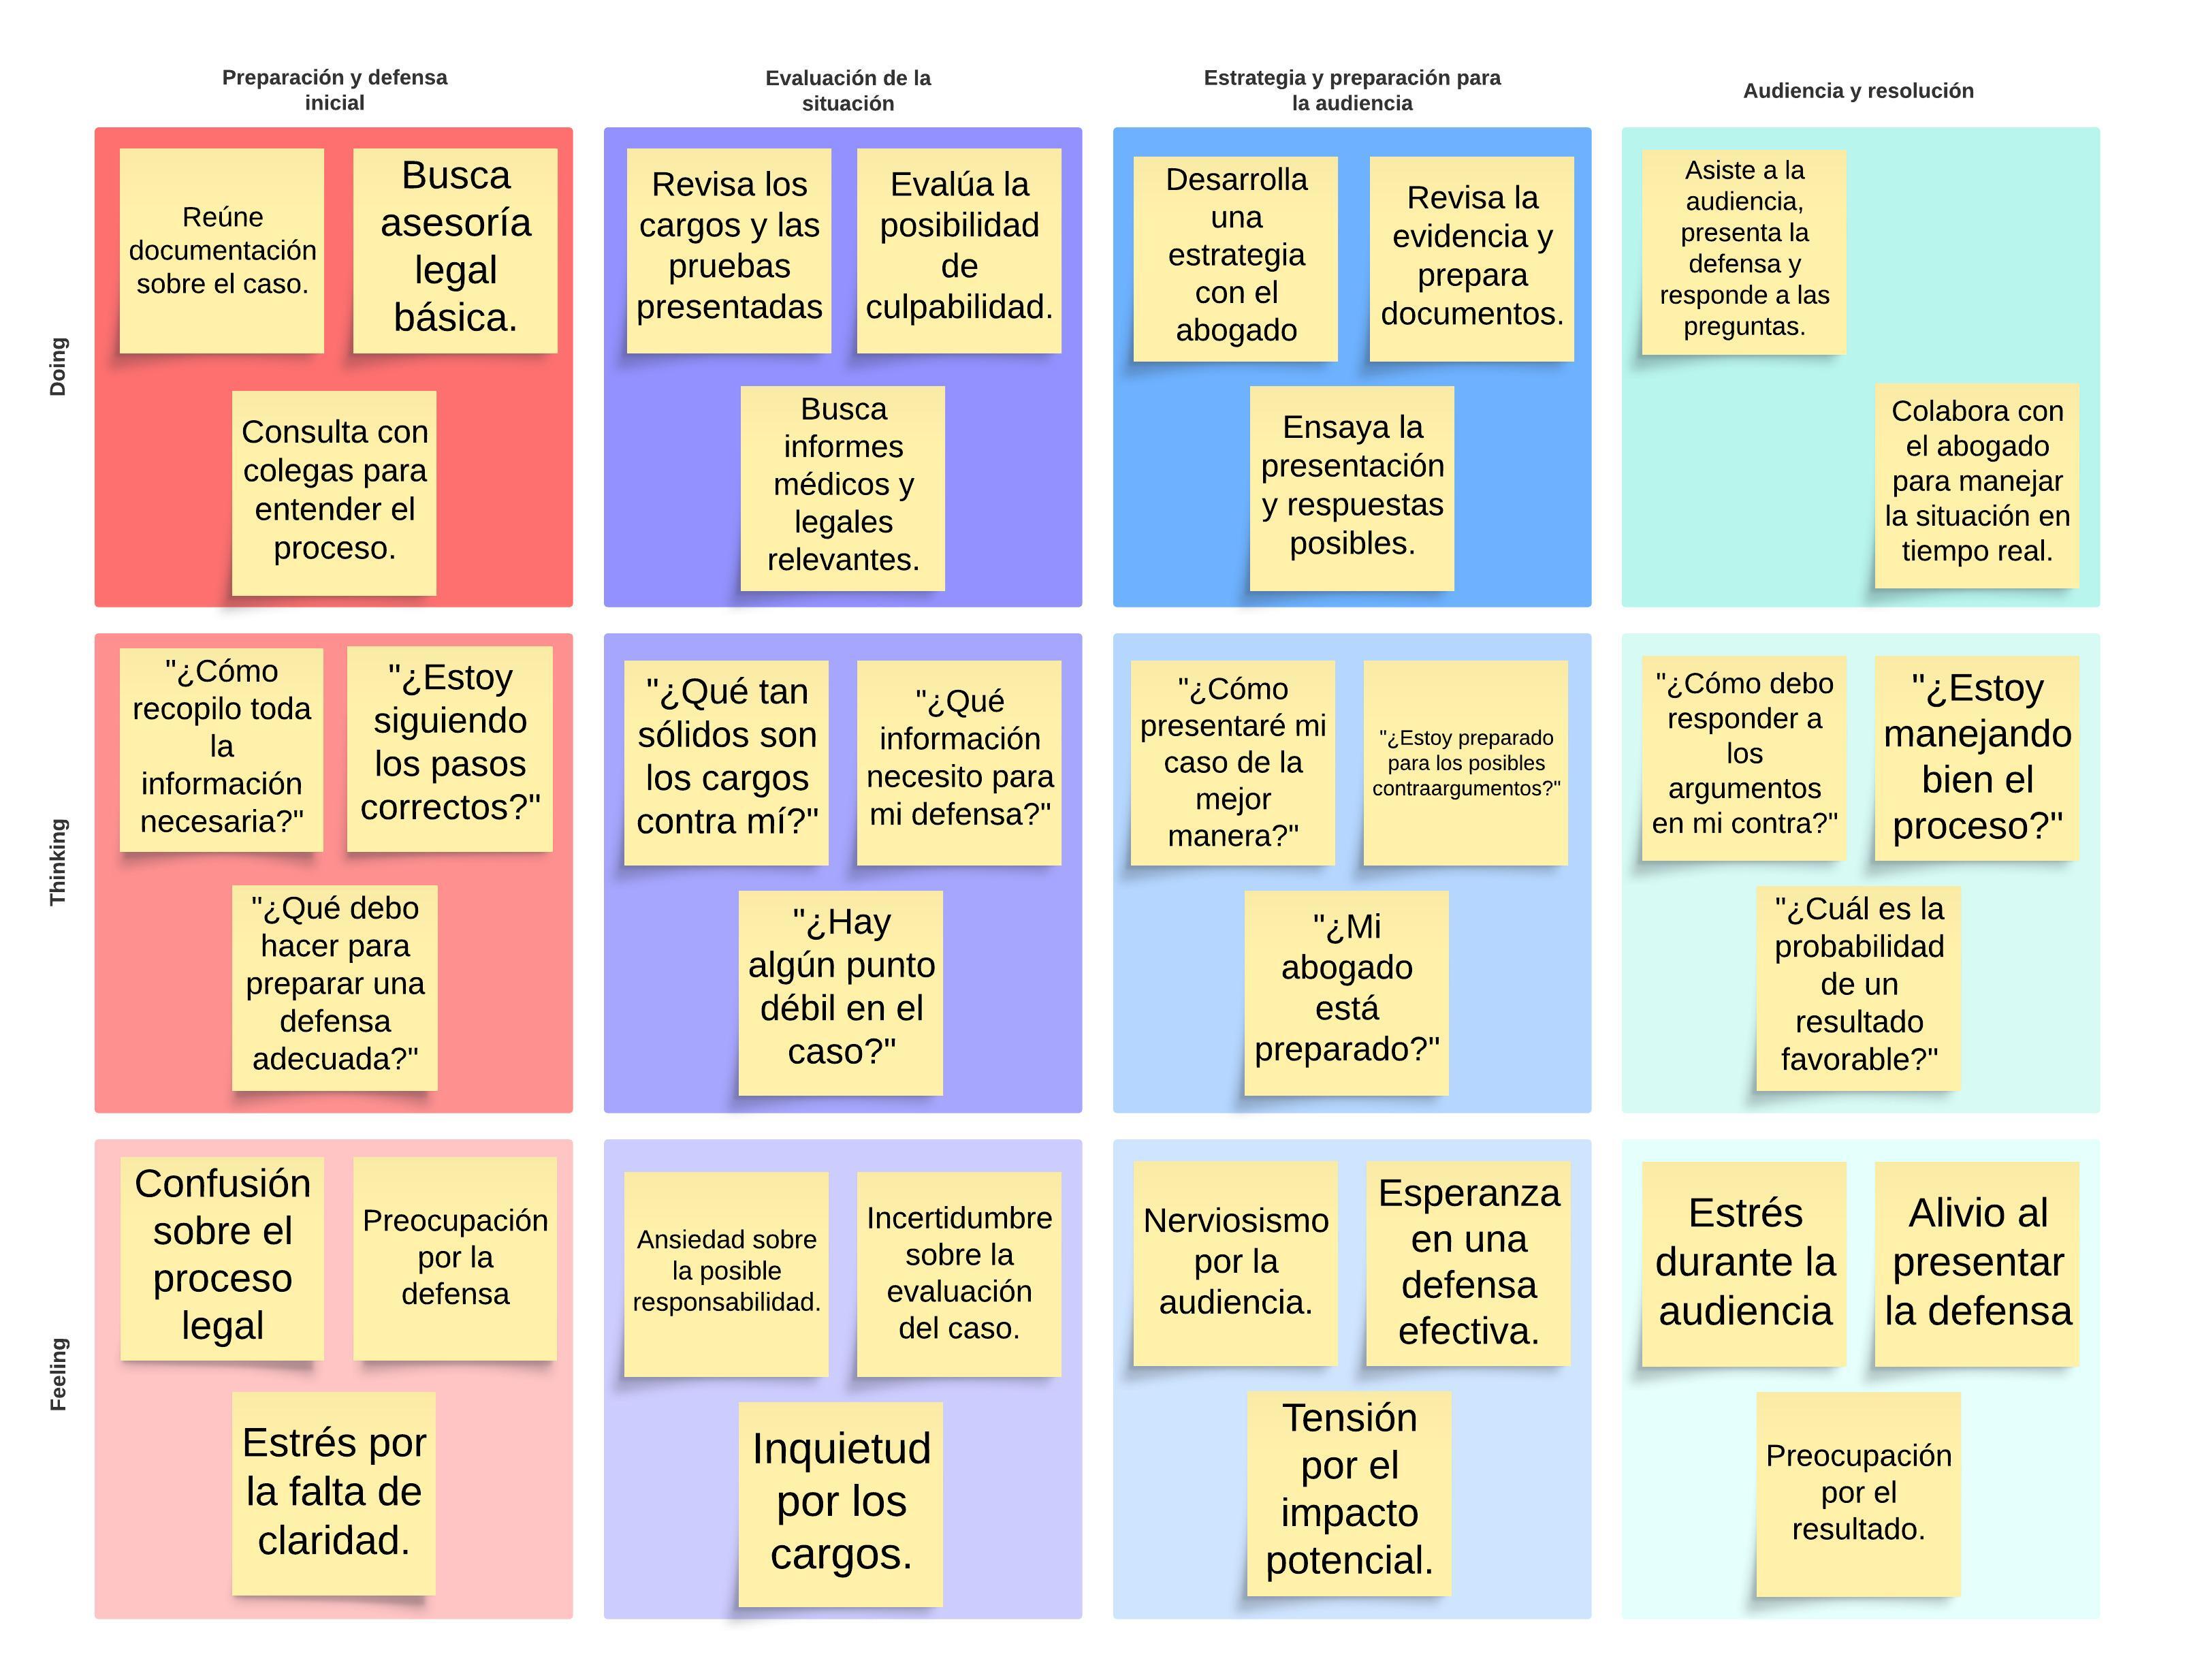 Preparación y defensa
inicial
Evaluación de la
situación
Estrategia y preparación para
la audiencia
Audiencia y resolución
Doing
Reúne
documentación
sobre el caso.
Busca
asesoría
legal
básica.
Consulta con
colegas para
entender el
proceso.
Revisa los
cargos y las
pruebas
presentadas
Evalúa la
posibilidad
de
culpabilidad.
Busca
informes
médicos y
legales
relevantes.
Desarrolla
una
estrategia
con el
abogado
Revisa la
evidencia y
prepara
documentos.
Ensaya la
presentación
y respuestas
posibles.
Asiste a la
audiencia,
presenta la
defensa y
responde a las
preguntas.
Colabora con
el abogado
para manejar
la situación en
tiempo real.
Thinking
"¿Cómo
recopilo toda
la
información
necesaria?"
"¿Estoy
siguiendo
los pasos
correctos?"
"¿Qué debo
hacer para
preparar una
defensa
adecuada?"
"¿Qué tan
sólidos son
los cargos
contra mí?"
"¿Qué
información
necesito para
mi defensa?"
"¿Hay
algún punto
débil en el
caso?"
"¿Cómo
presentaré mi
caso de la
mejor
manera?"
"¿Estoy preparado
para los posibles
contraargumentos?"
"¿Mi
abogado
está
preparado?"
"¿Cómo debo
responder a
los
argumentos
en mi contra?"
"¿Estoy
manejando
bien el
proceso?"
"¿Cuál es la
probabilidad
de un
resultado
favorable?"
Feeling
Confusión
sobre el
proceso
legal
Preocupación
por la
defensa
Estrés por
la falta de
claridad.
Ansiedad sobre
la posible
responsabilidad.
Incertidumbre
sobre la
evaluación
del caso.
Inquietud
por los
cargos.
Nerviosismo
por la
audiencia.
Esperanza
en una
defensa
efectiva.
Tensión
por el
impacto
potencial.
Estrés
durante la
audiencia
Alivio al
presentar
la defensa
Preocupación
por el
resultado.